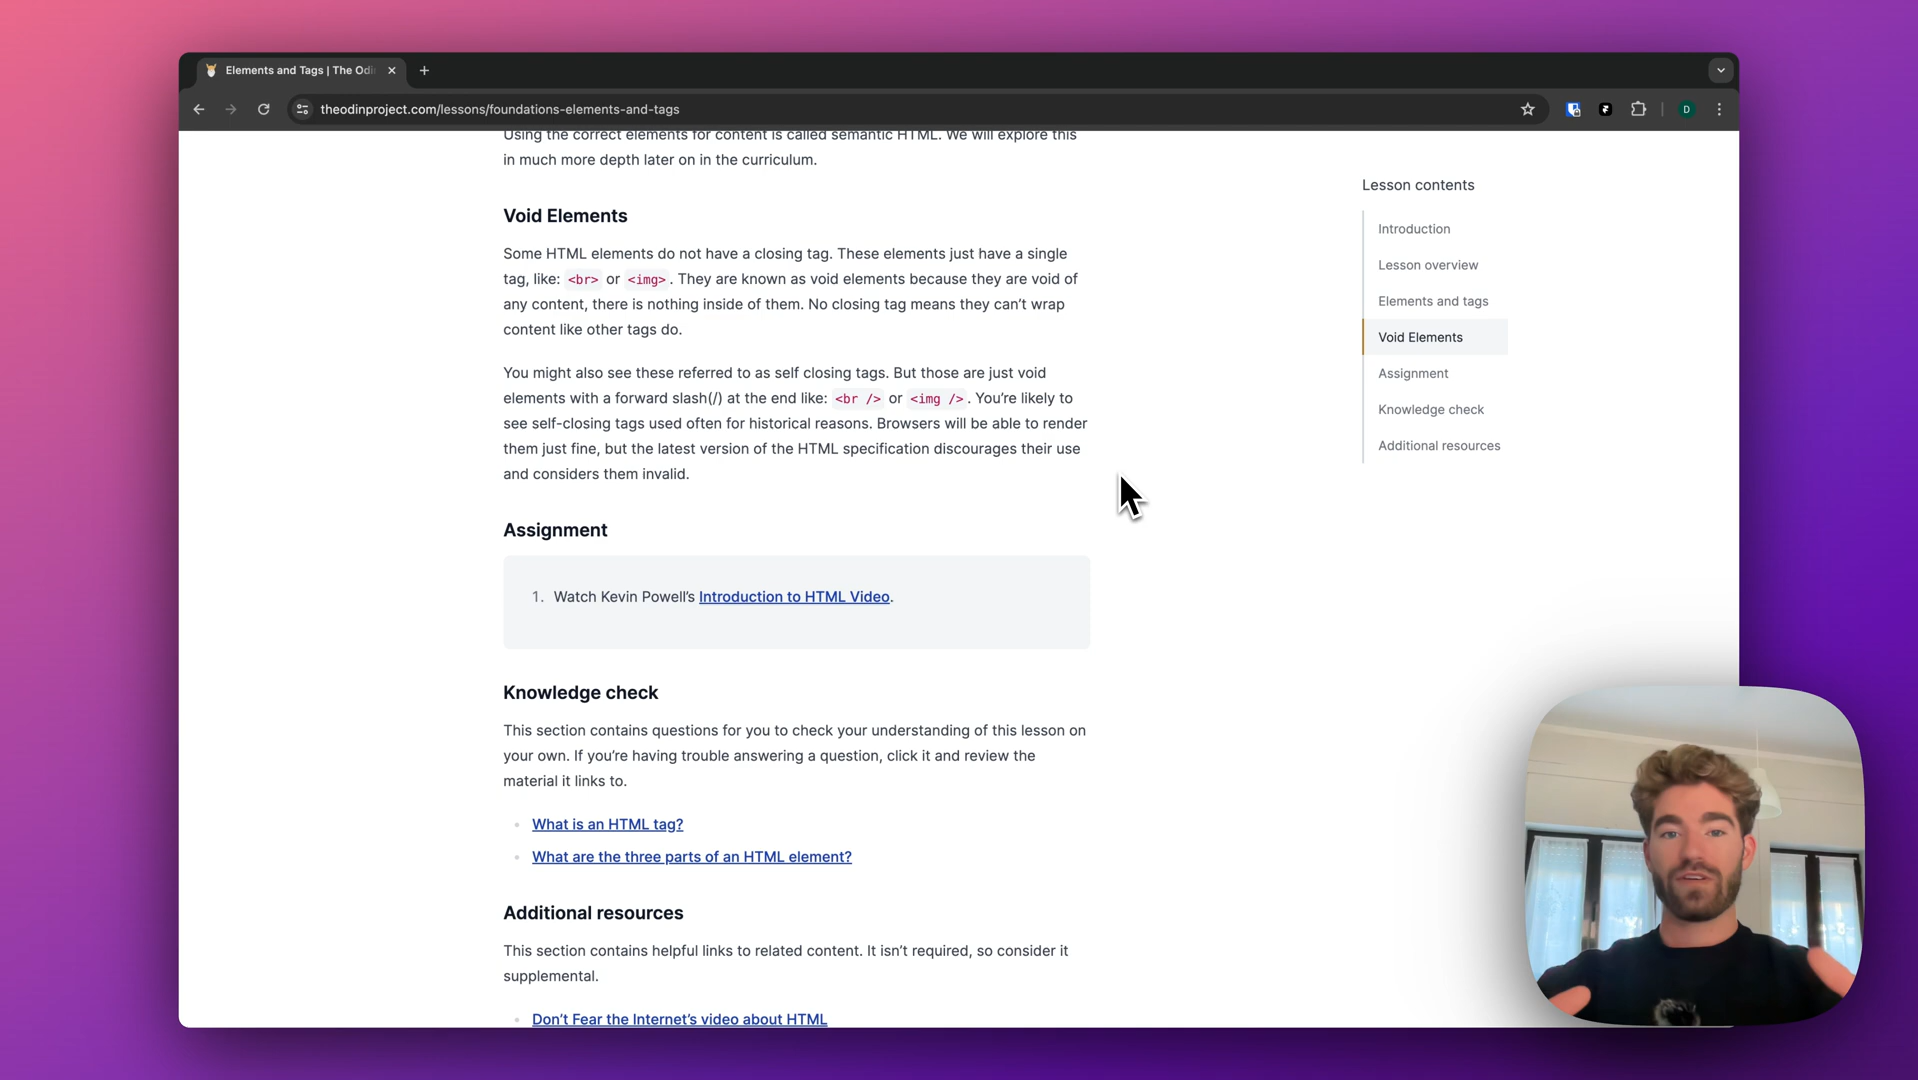 Elements and Tags | The Odi
theodinproject.com/lessons/foundations-elements-and-tags
D
Using the correct elements for content is called semantic HTML. We will explore this
in much more depth later on in the curriculum.
Void Elements
Some HTML elements do not have a closing tag. These elements just have a single
tag, like: <br> or <img>. They are known as void elements because they are void of
any content, there is nothing inside of them. No closing tag means they can’t wrap
content like other tags do.
You might also see these referred to as self closing tags. But those are just void
elements with a forward slash(/) at the end like: <br /> or <img />. You’re likely to
see self-closing tags used often for historical reasons. Browsers will be able to render
them just fine, but the latest version of the HTML specification discourages their use
and considers them invalid.
Assignment
1. Watch Kevin Powell’s Introduction to HTML Video.
Knowledge check
This section contains questions for you to check your understanding of this lesson on
your own. If you’re having trouble answering a question, click it and review the
material it links to.
What is an HTML tag?
What are the three parts of an HTML element?
Additional resources
This section contains helpful links to related content. It isn’t required, so consider it
supplemental.
Don’t Fear the Internet’s video about HTML
Lesson contents
Introduction
Lesson overview
Elements and tags
Void Elements
Assignment
Knowledge check
Additional resources